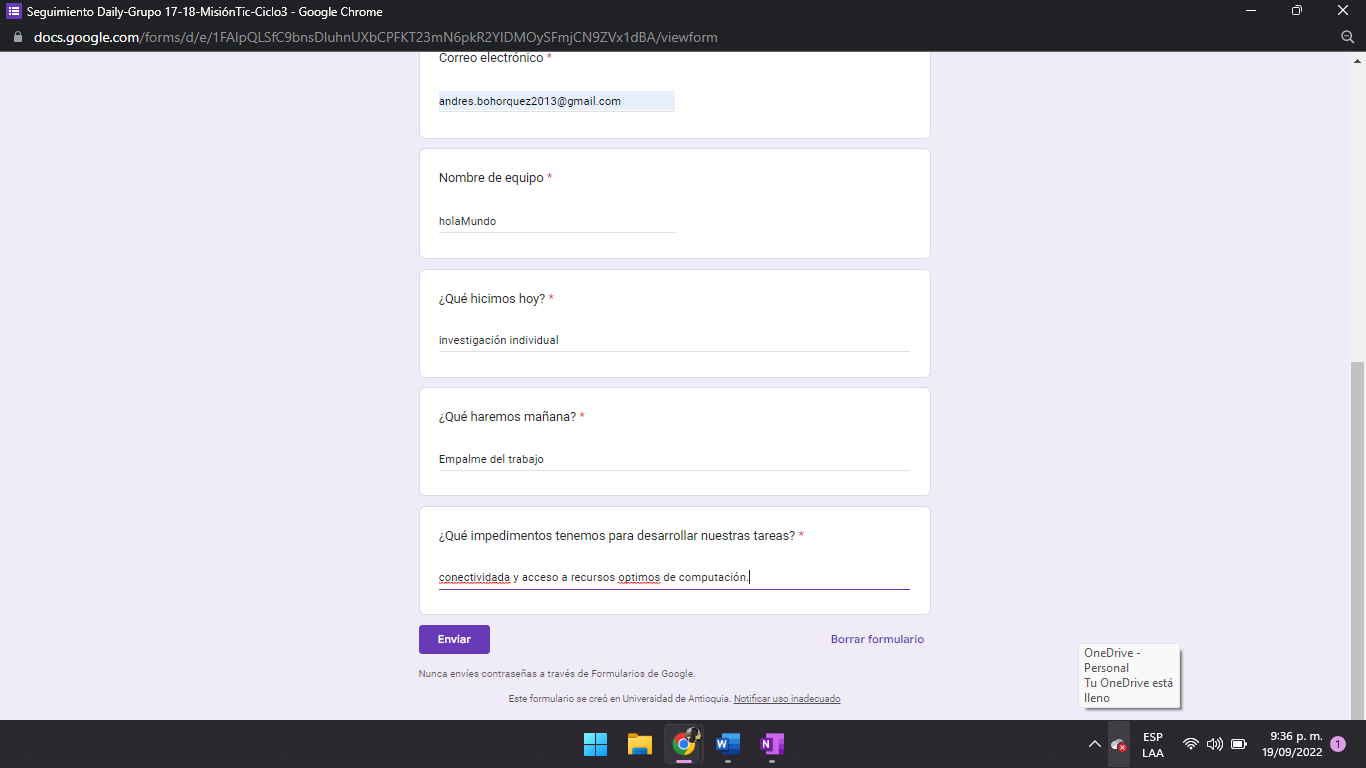 Seguimiento Daily-Grupo 17-18-MisiónTic-Ciclo3 - Google Chrome
docs.google.com/forms/d/e/1FAIpQLSfC9bnsDluhnUXbCPFKT23mN6pkR2YIDMOySFmjCN9ZVx1dBA/viewform
Correo electrónico *
andres.bohorquez2013@gmail.com
Nombre de equipo *
holaMundo
¿Qué hicimos hoy? *
investigación individual
¿Qué haremos mañana? *
Empalme del trabajo
¿Qué impedimentos tenemos para desarrollar nuestras tareas? *
conectividada y acceso a recursos optimos de computación.
Enviar
Borrar formulario
Nunca envíes contraseñas a través de Formularios de Google.
Este formulario se creó en Universidad de Antioquia. Notificar uso inadecuado
OneDrive -
Personal
Tu OneDrive está
lleno
ESP
LAA
9:36 p. m.
19/09/2022
1